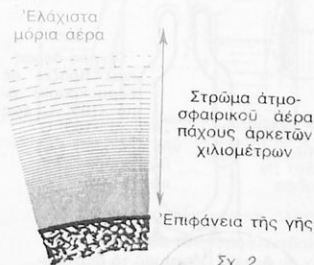 Ἐλάχιστα
μόρια ἀέρα
Στρῶμα ἀτμο-
σφαιρικοῦ ἀέρα
πάχους ἀρκετῶν
χιλιομέτρων
Ἐπιφάνεια τῆς γῆς
Σχ. 2